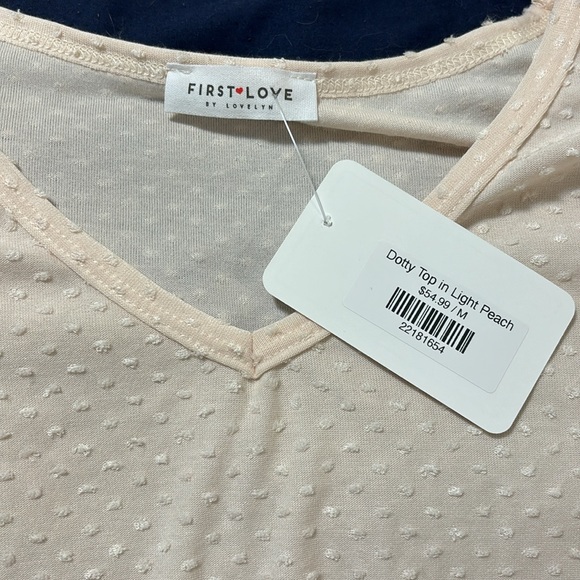 FIRST♥LOVE
BY LOVELYN
Dotty Top in Light Peach
$54.99 / M
22181654